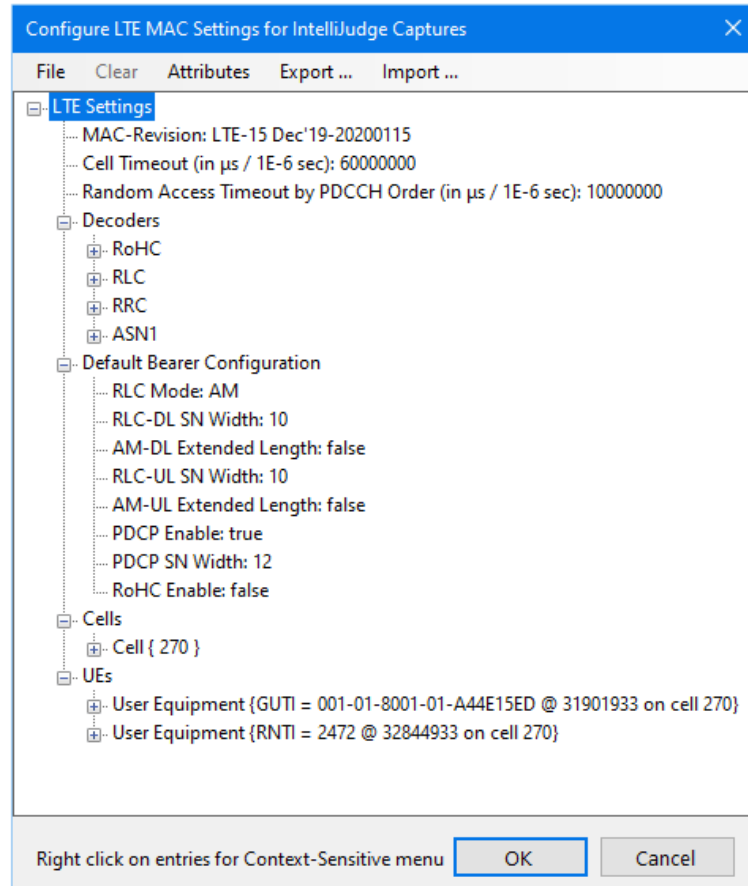 Configure LTE MAC Settings for IntelliJudge Captures
File Clear Attributes Export ... Import ...
LTE Settings
MAC-Revision: LTE-15 Dec'19-20200115
Cell Timeout (in µs / 1E-6 sec): 60000000
Random Access Timeout by PDCCH Order (in µs / 1E-6 sec): 10000000
Decoders
RoHC
RLC
RRC
ASN1
Default Bearer Configuration
RLC Mode: AM
RLC-DL SN Width: 10
AM-DL Extended Length: false
RLC-UL SN Width: 10
AM-UL Extended Length: false
PDCP Enable: true
PDCP SN Width: 12
RoHC Enable: false
Cells
Cell { 270 }
UEs
User Equipment {GUTI = 001-01-8001-01-A44E15ED @ 31901933 on cell 270}
User Equipment {RNTI = 2472 @ 32844933 on cell 270}
Right click on entries for Context-Sensitive menu OK Cancel